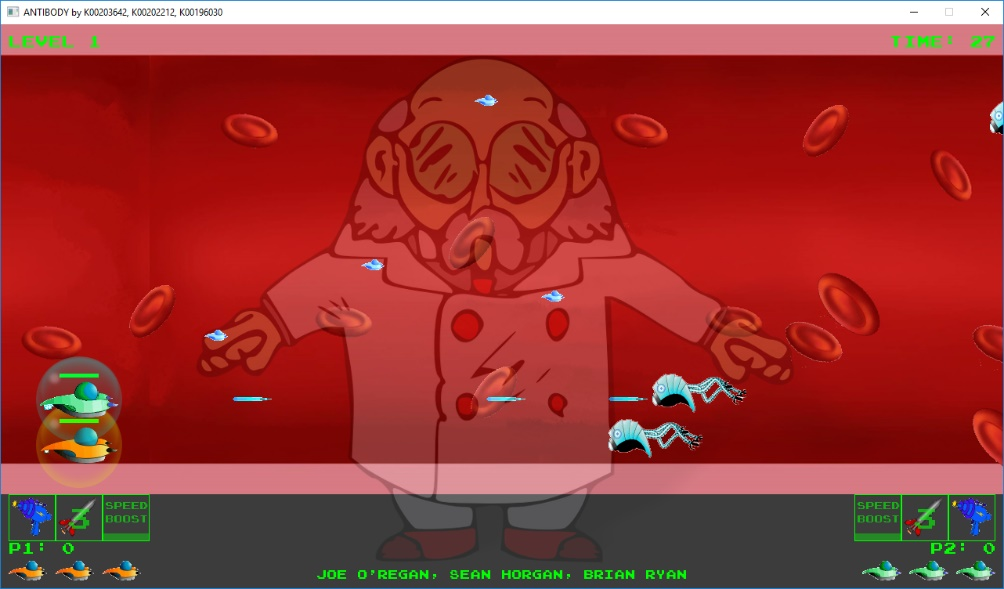 ANTIBODY by K00203642, K00202212, K00196030
LEVEL 1
TIME: 27
3
SPEED
BOOST
SPEED
BOOST
3
P1: 0
P2: 0
JOE O'REGAN, SEAN HORGAN, BRIAN RYAN